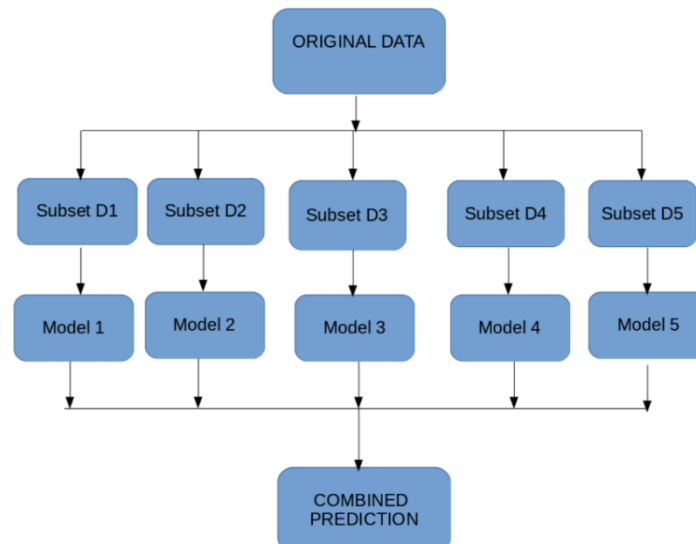 ORIGINAL DATA
Subset D1
Subset D2
Subset D3
Subset D4
Subset D5
Model 1
Model 2
Model 3
Model 4
Model 5
COMBINED
PREDICTION